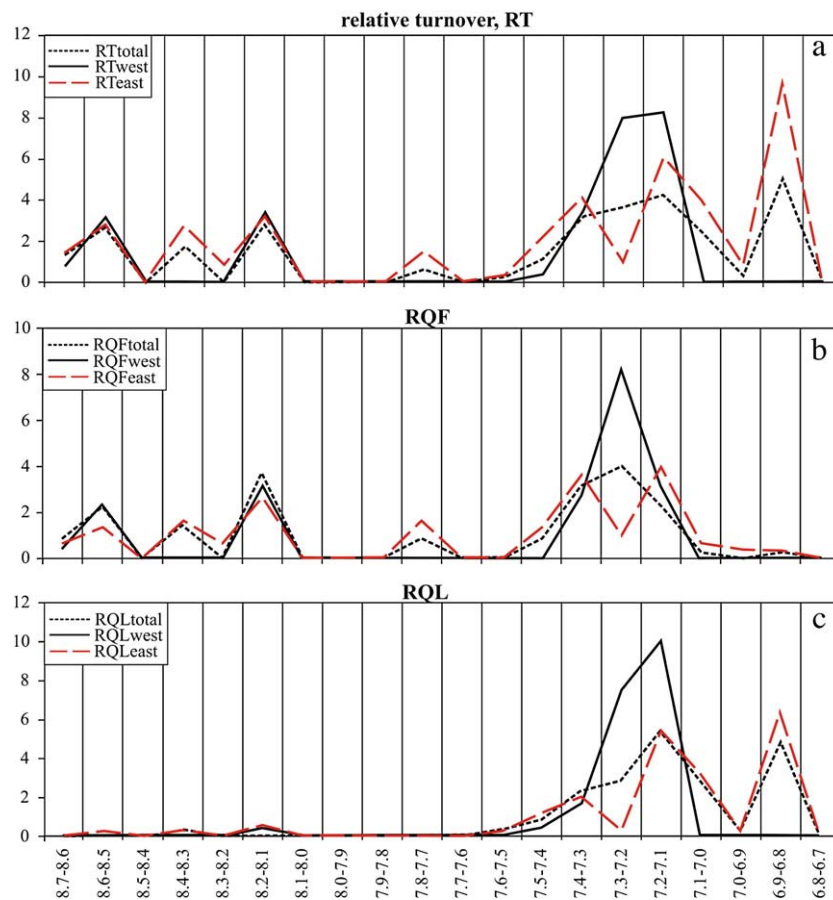 relative turnover, RT
12
10
8
6
4
2
0
RTtotal
RTwest
RTeast
a
RQF
10
8
6
4
2
0
RQFtotal
RQFwest
RQFeast
b
RQL
12
10
8
6
4
2
0
RQLtotal
RQLwest
RQLeast
c
8.7-8.6
8.6-8.5
8.5-8.4
8.4-8.3
8.3-8.2
8.2-8.1
8.1-8.0
8.0-7.9
7.9-7.8
7.8-7.7
7.7-7.6
7.6-7.5
7.5-7.4
7.4-7.3
7.3-7.2
7.2-7.1
7.1-7.0
7.0-6.9
6.9-6.8
6.8-6.7